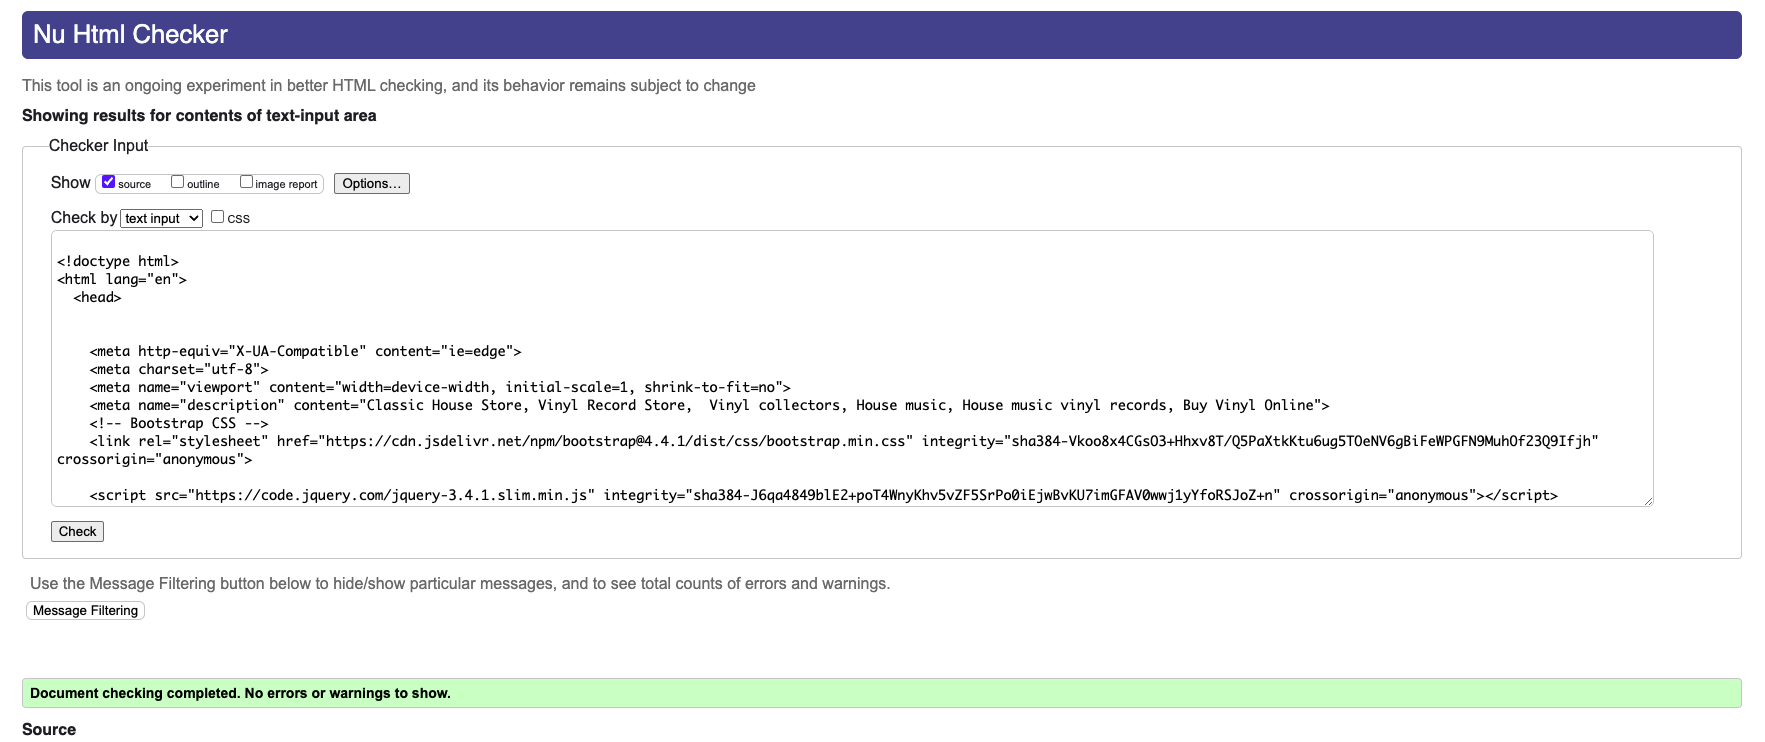 Nu Html Checker
This tool is an ongoing experiment in better HTML checking, and its behavior remains subject to change
Showing results for contents of text-input area
Checker Input
Show source outline image report Options...
Check by text input css
<!doctype html>
<html lang="en">
<head>
<meta http-equiv="X-UA-Compatible" content="ie=edge">
<meta charset="utf-8">
<meta name="viewport" content="width=device-width, initial-scale=1, shrink-to-fit=no">
<meta name="description" content="Classic House Store, Vinyl Record Store,  Vinyl collectors, House music, House music vinyl records, Buy Vinyl Online">
<!-- Bootstrap CSS -->
<link rel="stylesheet" href="https://cdn.jsdelivr.net/npm/bootstrap@4.4.1/dist/css/bootstrap.min.css" integrity="sha384-Vkoo8x4CGsO3+Hhxv8T/Q5PaXtkKtu6ug5TOeNV6gBiFeWPGFN9MuhOf23Q9Ifjh"
crossorigin="anonymous">
<script src="https://code.jquery.com/jquery-3.4.1.slim.min.js" integrity="sha384-J6qa4849blE2+poT4WnyKhv5vZF5SrPo0iEjwBvKU7imGFAV0wwj1yYfoRSJoZ+n" crossorigin="anonymous"></script>
Check
Use the Message Filtering button below to hide/show particular messages, and to see total counts of errors and warnings.
Message Filtering
Document checking completed. No errors or warnings to show.
Source